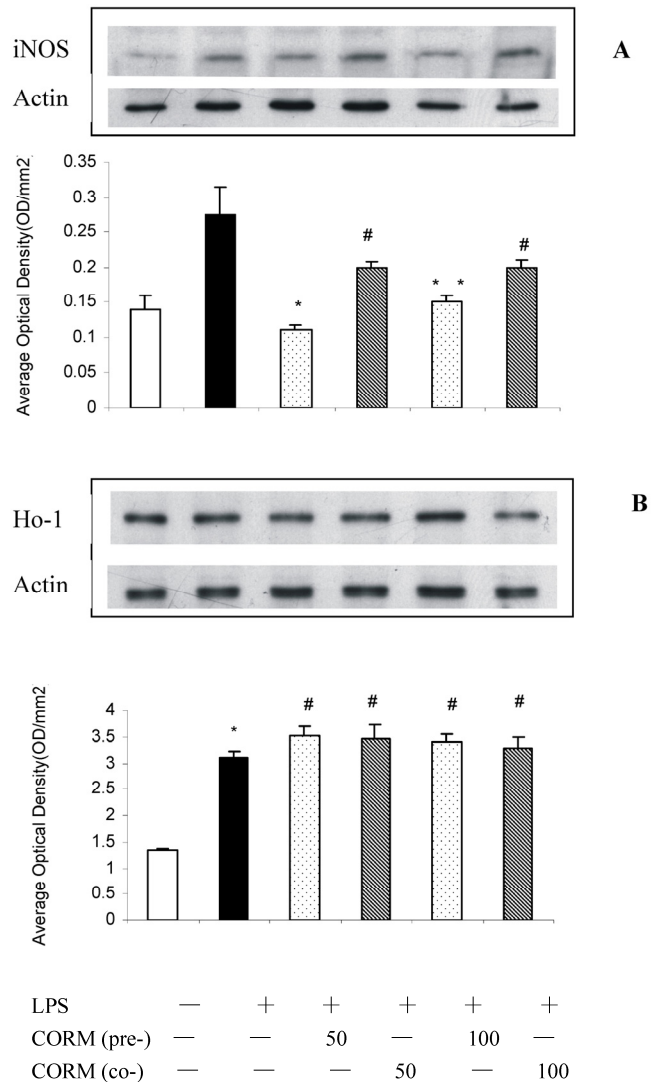 iNOS
A
Actin
Average Optical Density(OD/mm2)
0.35
0.3
0.25
0.2
0.15
0.1
0.05
0
*
#
* *
#
Ho-1
B
Actin
Average Optical Density(OD/mm2)
4
3.5
3
2.5
2
1.5
1
0.5
0
*
#
#
#
#
LPS — + + + + +
CORM (pre-) — — 50 — 100 —
CORM (co-) — — — 50 — 100